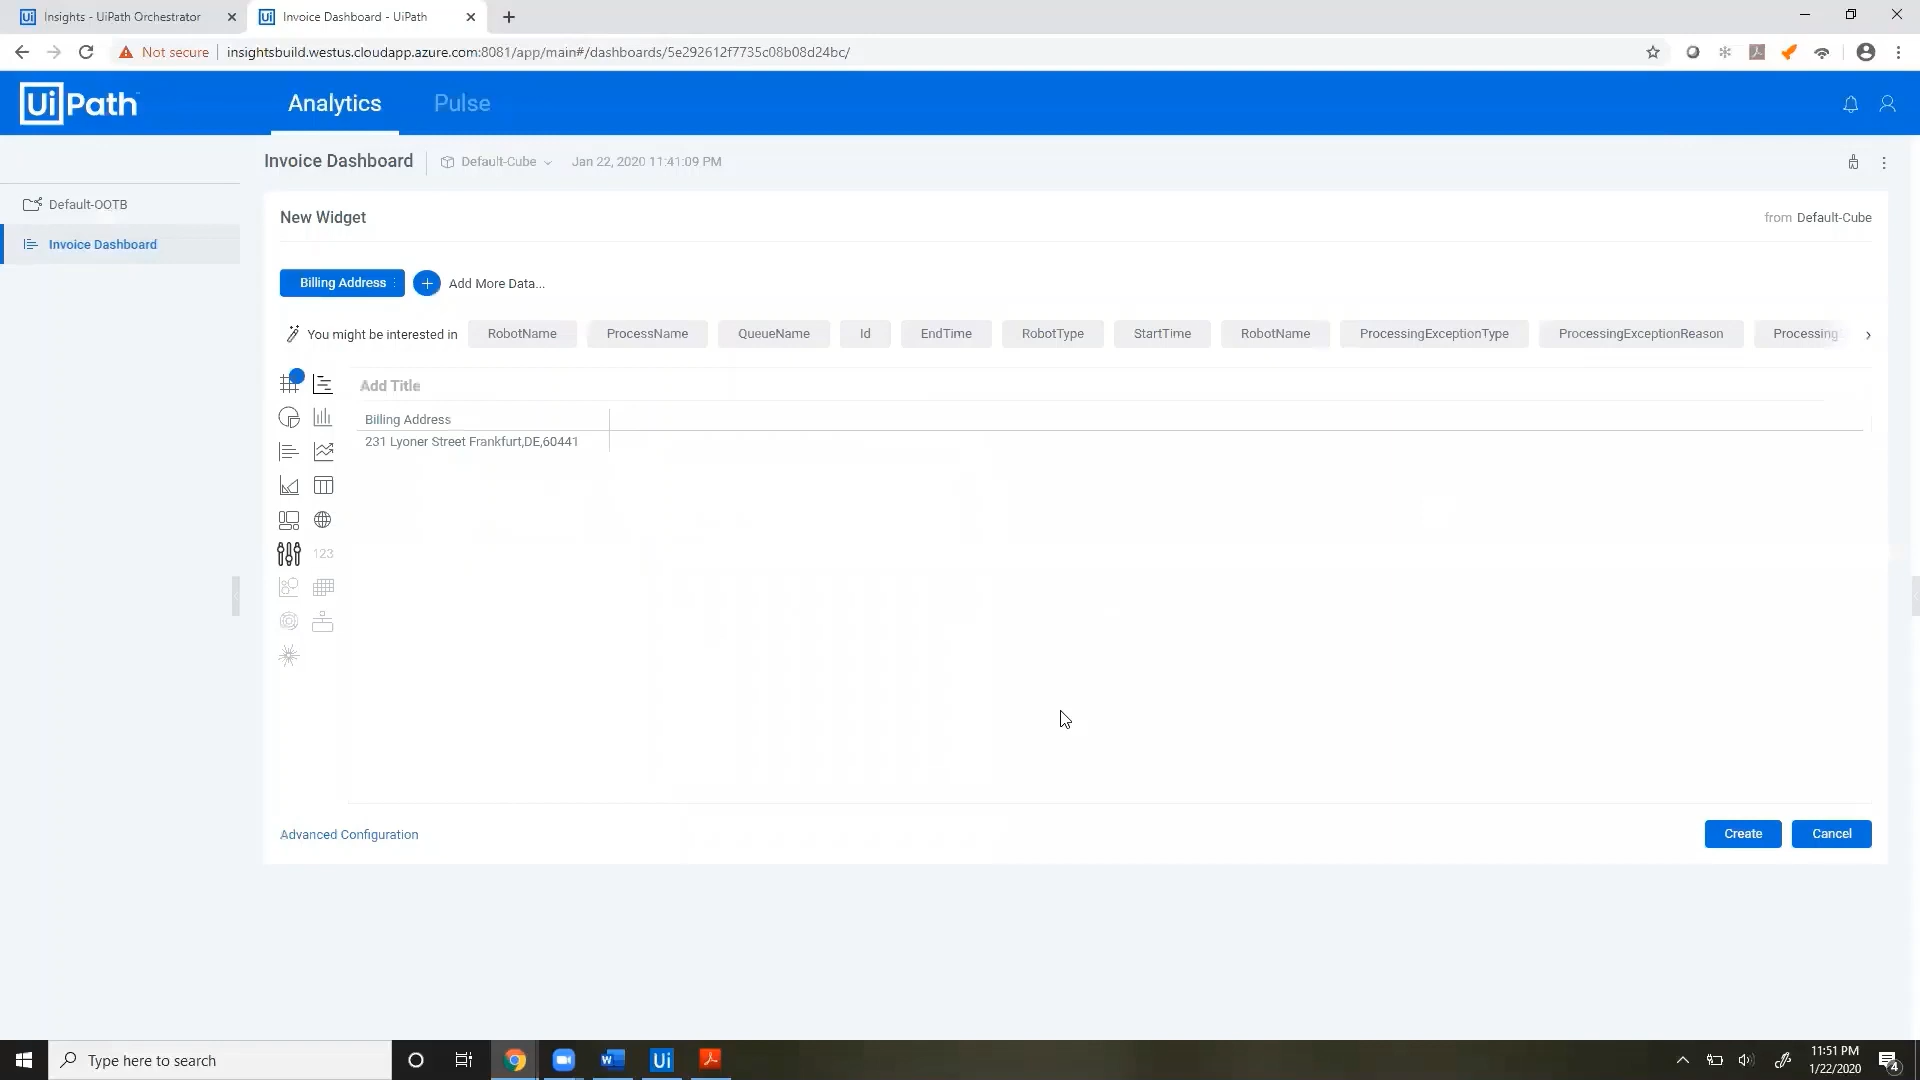 Insights - UiPath Orchestrator
Invoice Dashboard - UiPath
Not secure
insightsbuild.westus.cloudapp.azure.com:8081/app/main#/dashboards/5e292612f7735c08b08d24bc/
UiPath
Analytics
Pulse
Invoice Dashboard
Default-Cube
Jan 22, 2020 11:41:09 PM
Default-OOTB
Invoice Dashboard
New Widget
from Default-Cube
Billing Address
Add More Data...
You might be interested in
RobotName
ProcessName
QueueName
Id
EndTime
RobotType
StartTime
RobotName
ProcessingExceptionType
ProcessingExceptionReason
Add Title
Billing Address
231 Lyoner Street Frankfurt,DE,60441
123
Advanced Configuration
Create
Cancel
Type here to search
Ui
11:51 PM
1/22/2020
4